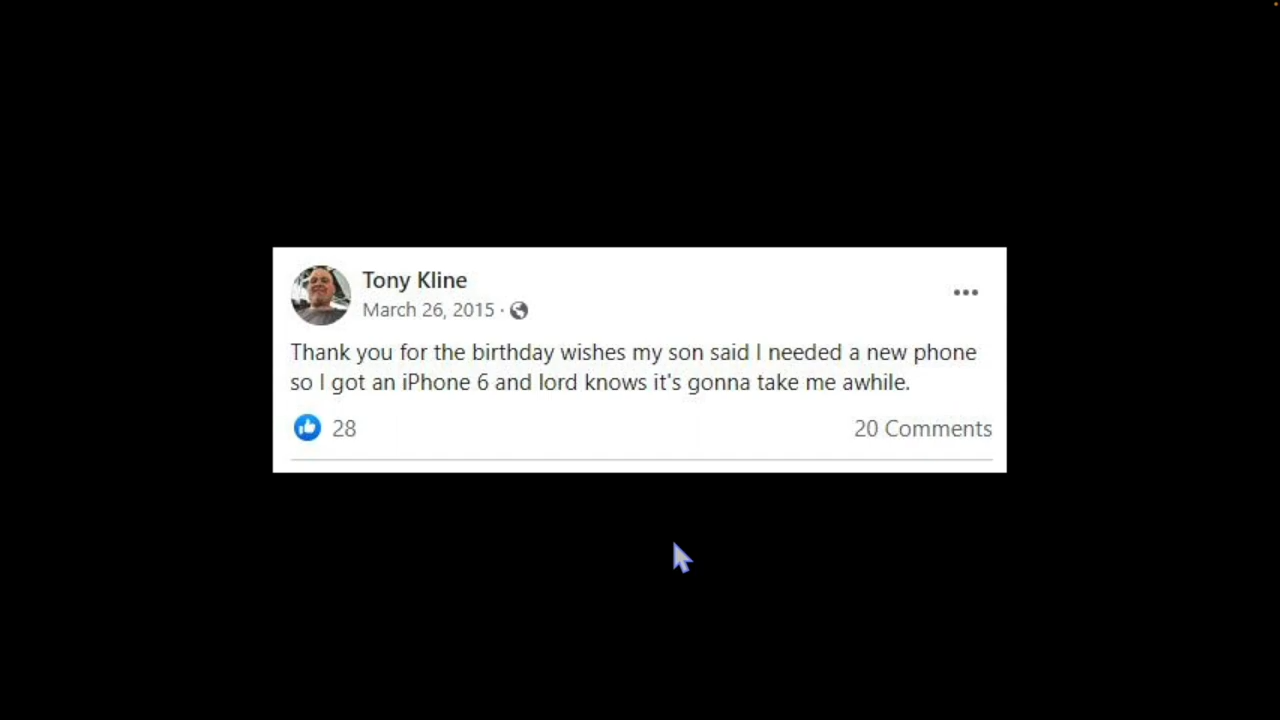 Tony Kline
March 26, 2015 ·
Thank you for the birthday wishes my son said I needed a new phone
so I got an iPhone 6 and lord knows it's gonna take me awhile.
28
20 Comments